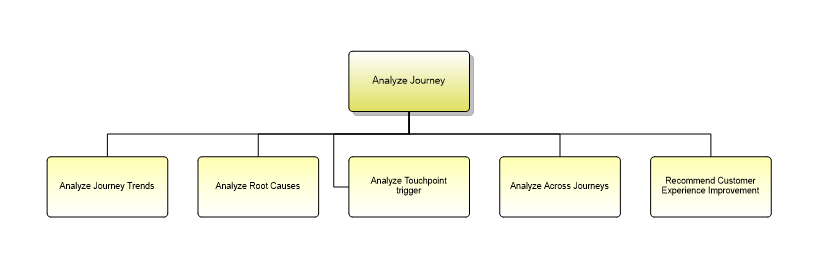 Analyze Journey
Analyze Journey Trends
Analyze Root Causes
Analyze Touchpoint
trigger
Analyze Across Journeys
Recommend Customer
Experience Improvement